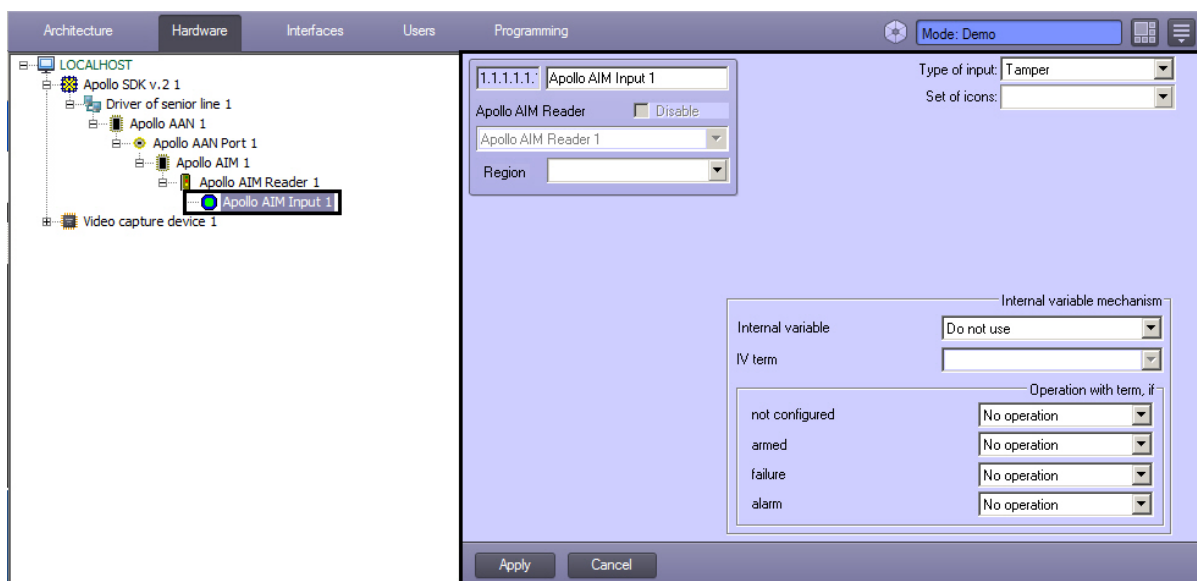 Architecture Hardware Interfaces Users Programming Mode: Demo
LOCALHOST
Apollo SDK v.2 1
Driver of senior line 1
Apollo AAN 1
Apollo AAN Port 1
Apollo AIM 1
Apollo AIM Reader 1
Apollo AIM Input 1
Video capture device 1
1.1.1.1.1. Apollo AIM Input 1
Apollo AIM Reader Disable
Apollo AIM Reader 1
Region
Type of input: Tamper
Set of icons:
Internal variable mechanism
Internal variable Do not use
IV term
Operation with term, if
not configured No operation
armed No operation
failure No operation
alarm No operation
Apply Cancel